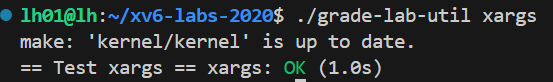 lh01@lh:~/xv6-labs-2020$ ./grade-lab-util xargs
make: 'kernel/kernel' is up to date.
== Test xargs == xargs: OK (1.0s)